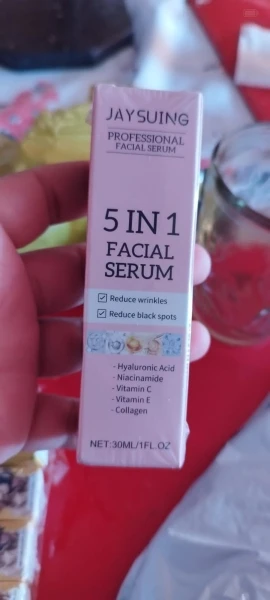 JAYSUING
PROFESSIONAL
FACIAL SERUM
5 IN 1
FACIAL
SERUM
Reduce wrinkles
Reduce black spots
- Hyaluronic Acid
- Niacinamide
- Vitamin C
- Vitamin E
- Collagen
NET:30ML/1FL.OZ